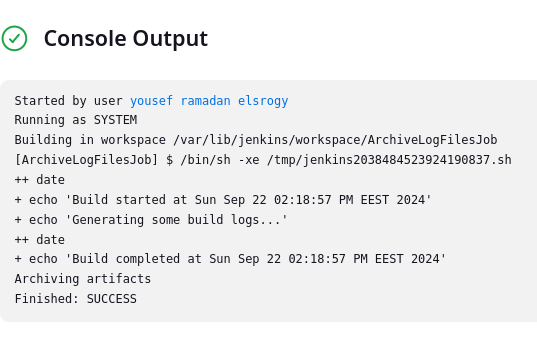 Console Output
Started by user yousef ramadan elsrogy
Running as SYSTEM
Building in workspace /var/lib/jenkins/workspace/ArchiveLogFilesJob
[ArchiveLogFilesJob] $ /bin/sh -xe /tmp/jenkins2038484523924190837.sh
++ date
+ echo 'Build started at Sun Sep 22 02:18:57 PM EEST 2024'
+ echo 'Generating some build logs...'
++ date
+ echo 'Build completed at Sun Sep 22 02:18:57 PM EEST 2024'
Archiving artifacts
Finished: SUCCESS